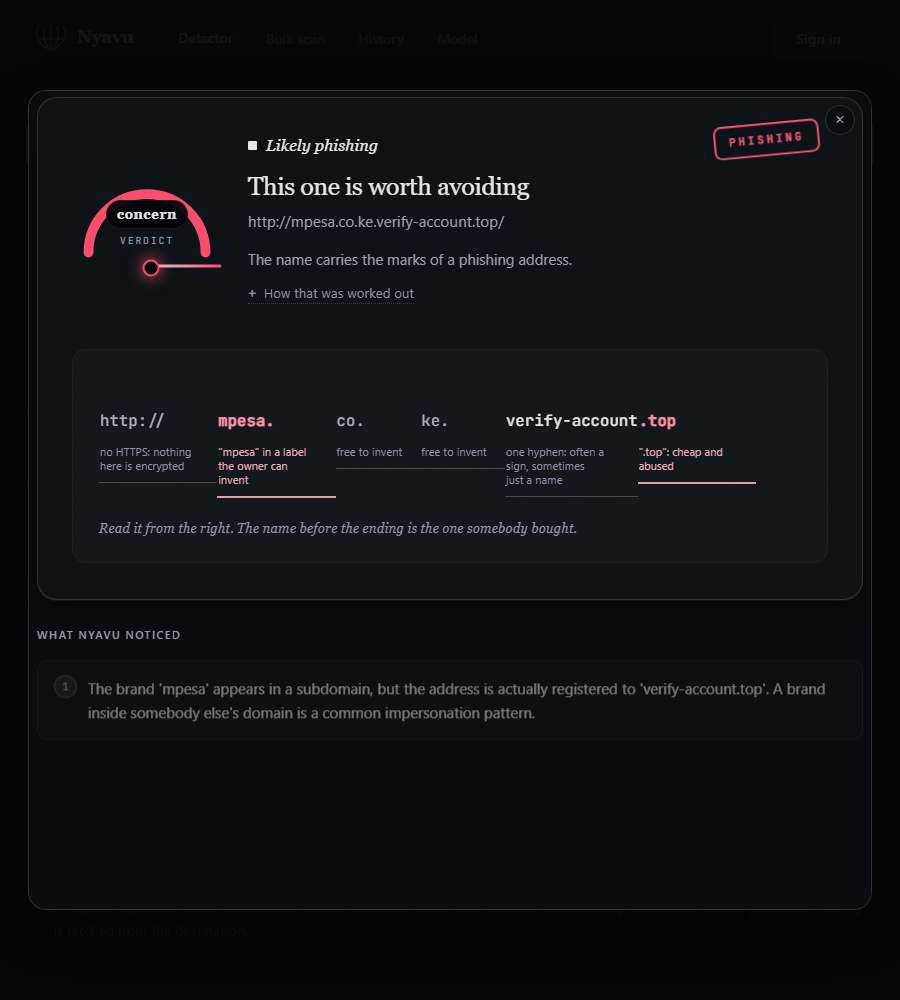 Nyavu Detector Bulk scan History Model Sign in
✕
PHISHING
Likely phishing
This one is worth avoiding
http://mpesa.co.ke.verify-account.top/
concern
VERDICT
The name carries the marks of a phishing address.
+ How that was worked out
http:// mpesa. co. ke. verify-account.top
no HTTPS: nothing
here is encrypted
"mpesa" in a label
the owner can
invent
free to invent
free to invent
one hyphen: often a
sign, sometimes
just a name
".top": cheap and
abused
Read it from the right. The name before the ending is the one somebody bought.
WHAT NYAVU NOTICED
1 The brand 'mpesa' appears in a subdomain, but the address is actually registered to 'verify-account.top'. A brand
inside somebody else's domain is a common impersonation pattern.